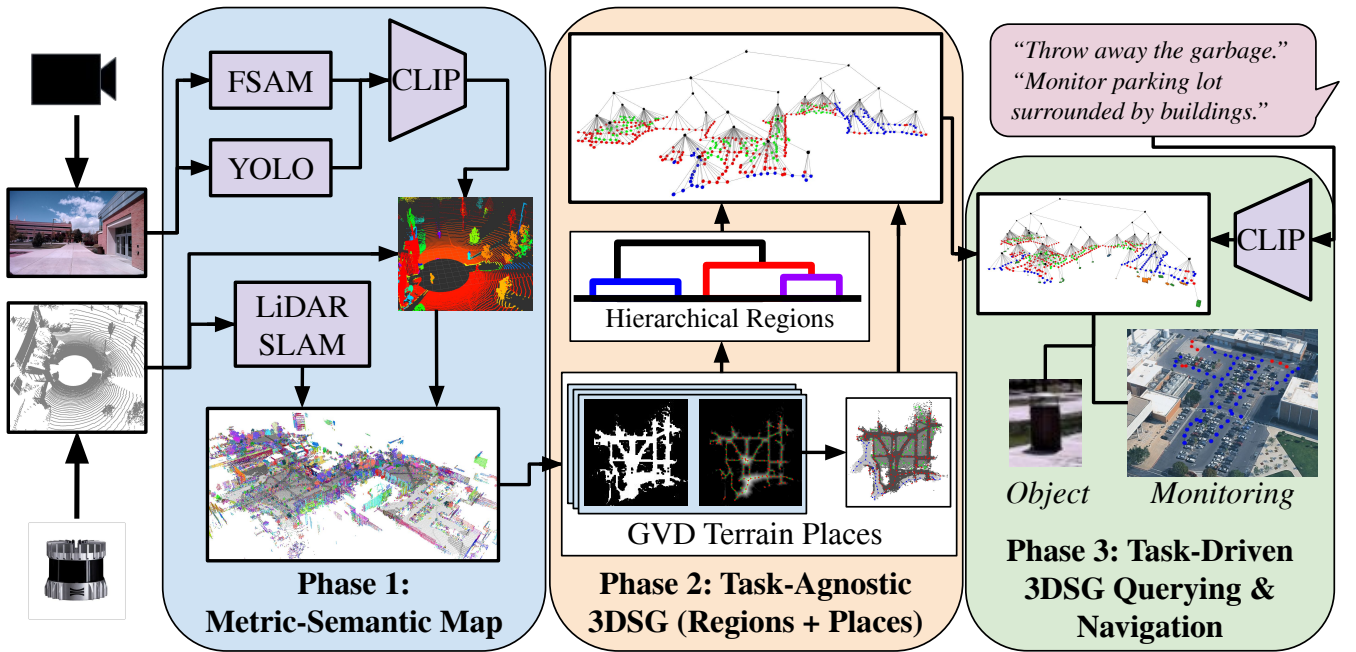 FSAM
YOLO
CLIP
LiDAR
SLAM
Phase 1:
Metric-Semantic Map
Hierarchical Regions
GVD Terrain Places
Phase 2: Task-Agnostic
3DSG (Regions + Places)
“Throw away the garbage.”
“Monitor parking lot
surrounded by buildings.”
CLIP
Object
Monitoring
Phase 3: Task-Driven
3DSG Querying &
Navigation